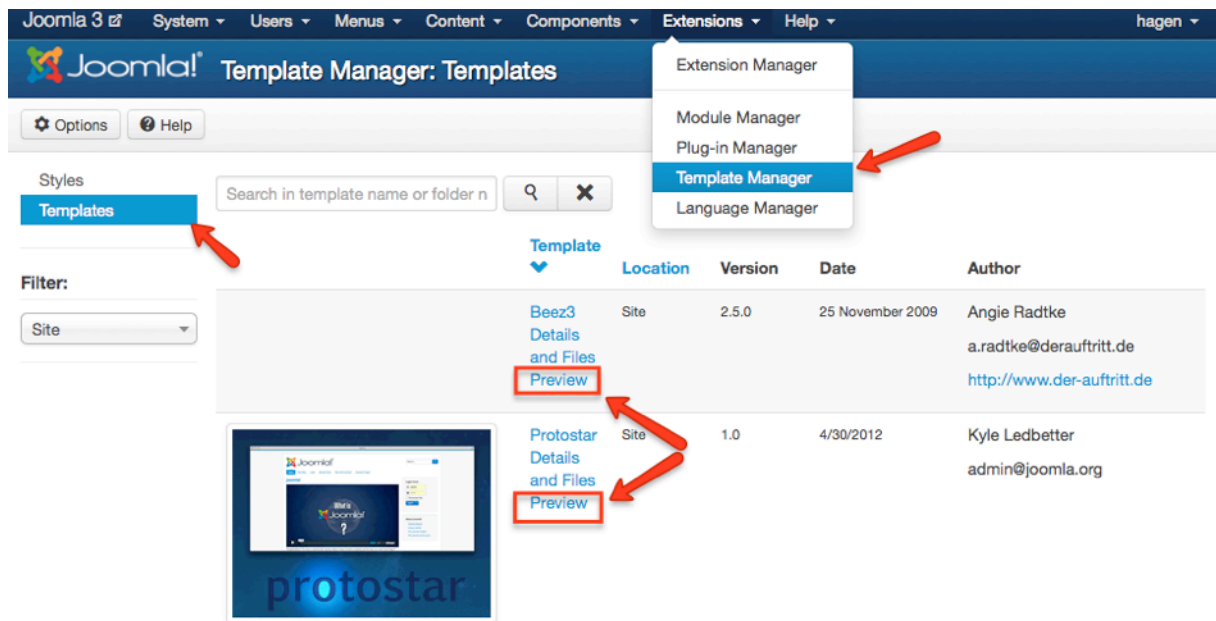 Joomla 3 System Users Menus Content Components Extensions Help hagen
Joomla!® Template Manager: Templates
Extension Manager
Options Help
Module Manager
Plug-in Manager
Template Manager
Language Manager
Styles
Templates
Search in template name or folder n
Filter:
Site
Template
Location Version Date Author
Beez3 Site 2.5.0 25 November 2009 Angie Radtke
Details
and Files
Preview
a.radtke@derauftritt.de
http://www.der-auftritt.de
Protostar Site 1.0 4/30/2012 Kyle Ledbetter
Details
and Files
Preview
admin@joomla.org
Joomla!
What is
Joomla!
?
protostar